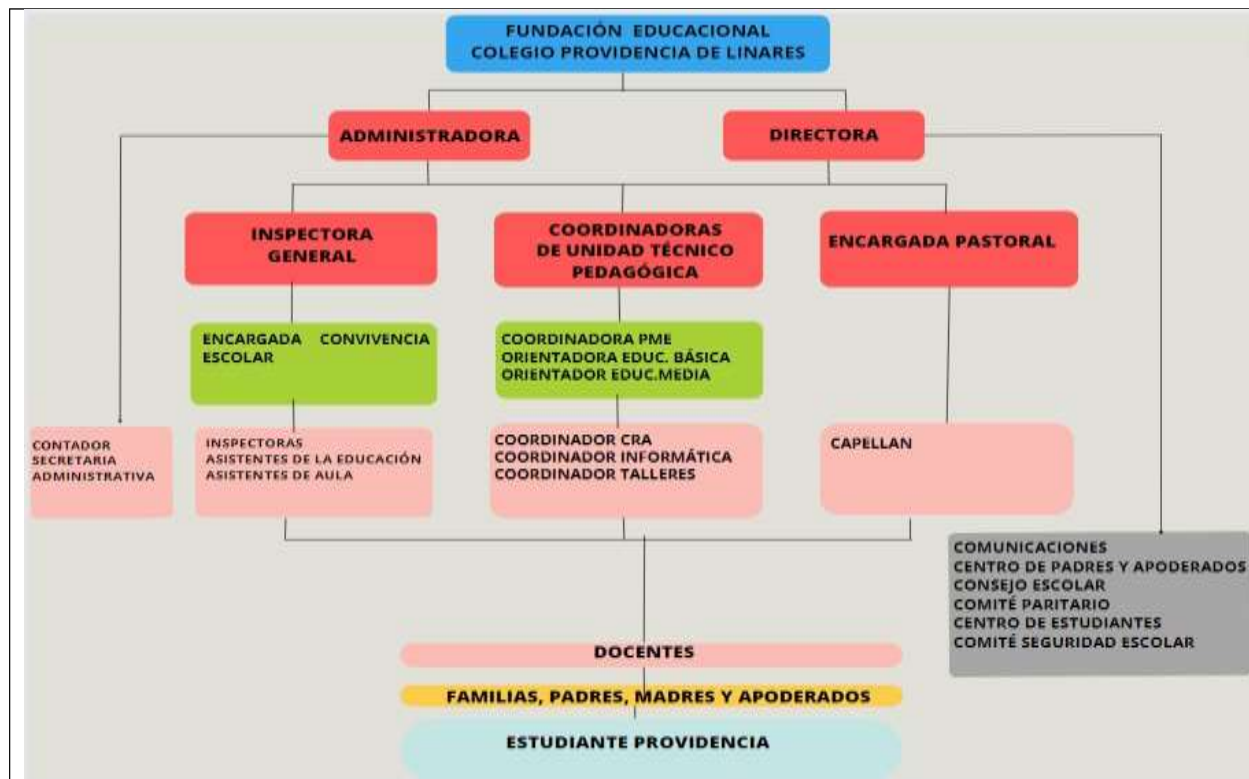 FUNDACIÓN EDUCACIONAL
COLEGIO PROVIDENCIA DE LINARES
ADMINISTRADORA
DIRECTORA
INSPECTORA
GENERAL
COORDINADORAS
DE UNIDAD TÉCNICO
PEDAGÓGICA
ENCARGADA PASTORAL
ENCARGADA CONVIVENCIA
ESCOLAR
COORDINADORA PME
ORIENTADORA EDUC. BÁSICA
ORIENTADOR EDUC.MEDIA
CONTADOR
SECRETARIA
ADMINISTRATIVA
INSPECTORAS
ASISTENTES DE LA EDUCACIÓN
ASISTENTES DE AULA
COORDINADOR CRA
COORDINADOR INFORMÁTICA
COORDINADOR TALLERES
CAPELLAN
COMUNICACIONES
CENTRO DE PADRES Y APODERADOS
CONSEJO ESCOLAR
COMITÉ PARITARIO
CENTRO DE ESTUDIANTES
COMITÉ SEGURIDAD ESCOLAR
DOCENTES
FAMILIAS, PADRES, MADRES Y APODERADOS
ESTUDIANTE PROVIDENCIA